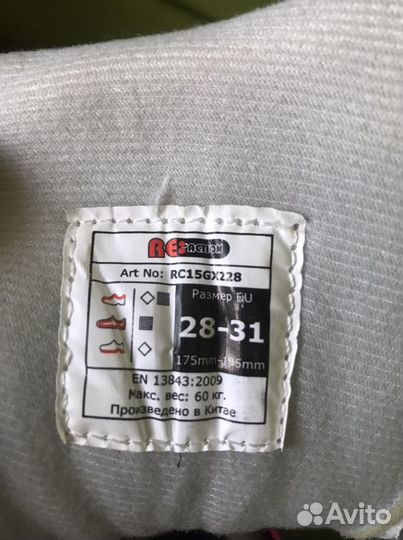 REACTION
Art No: RC15GX228
Размер EU
28-31
175mm-195mm
EN 13843:2009
Макс. вес: 60 кг.
Произведено в Китае
Avito